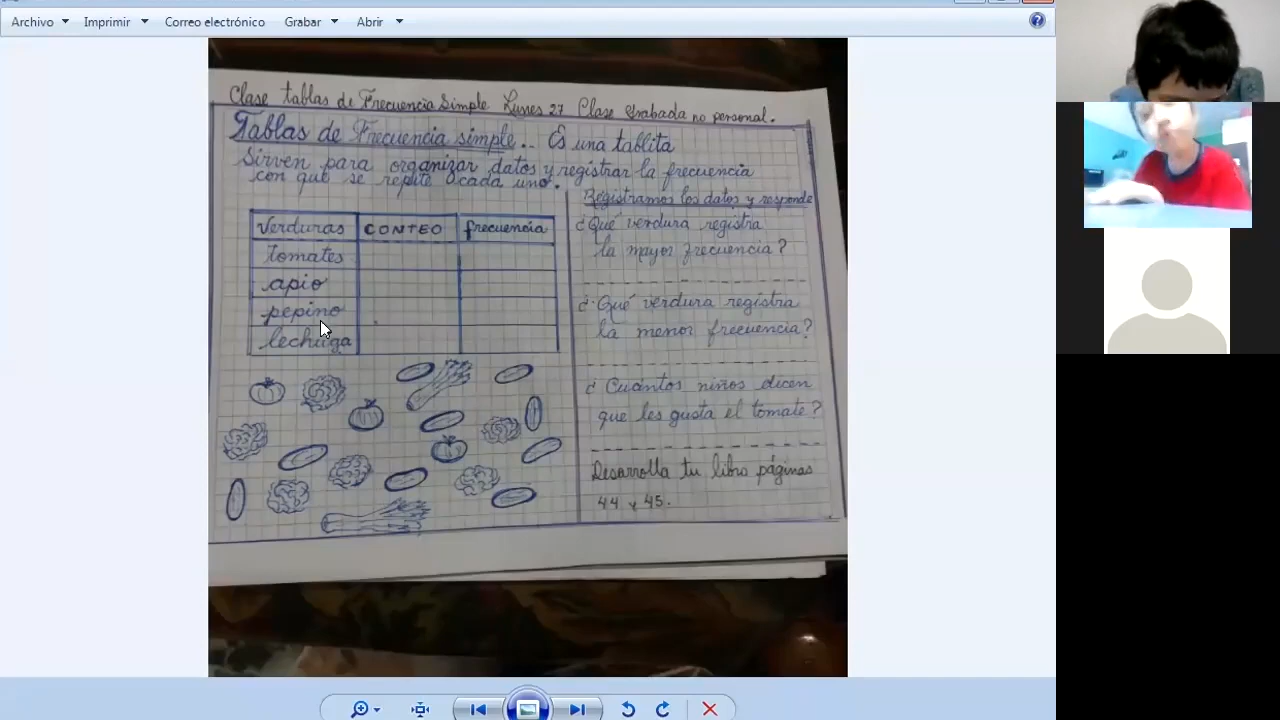 Archivo Imprimir Correo electrónico Grabar Abrir
Clase tablas de Frecuencia Simple Lunes 27 Clase Grabada no personal.
Tablas de Frecuencia simple.. Es una tablita
Sirven para organizar datos y registrar la frecuencia
con que se repite cada uno.
Verduras CONTEO frecuencia
tomates
apio
pepino
lechuga
Registramos los datos y responde
¿Qué verdura registra
la mayor frecuencia?
¿Qué verdura registra
la menor frecuencia?
¿Cuántos niños dicen
que les gusta el tomate?
Desarrolla tu libro páginas
44 y 45.